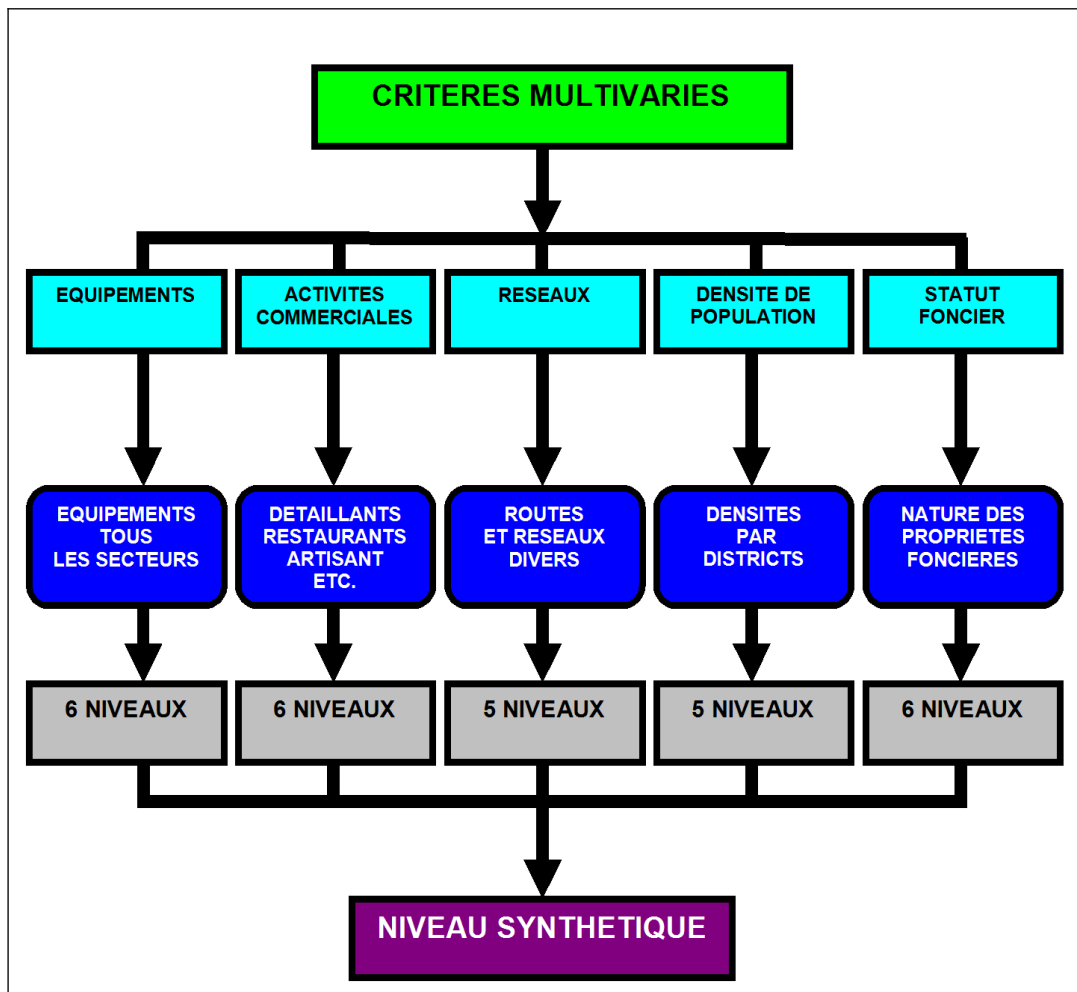 CRITERES MULTIVARIES
EQUIPEMENTS
ACTIVITES
COMMERCIALES
RESEAUX
DENSITE DE
POPULATION
STATUT
FONCIER
EQUIPEMENTS
TOUS
LES SECTEURS
DETAILLANTS
RESTAURANTS
ARTISANT
ETC.
ROUTES
ET RESEAUX
DIVERS
DENSITES
PAR
DISTRICTS
NATURE DES
PROPRIETES
FONCIERES
6 NIVEAUX
6 NIVEAUX
5 NIVEAUX
5 NIVEAUX
6 NIVEAUX
NIVEAU SYNTHETIQUE